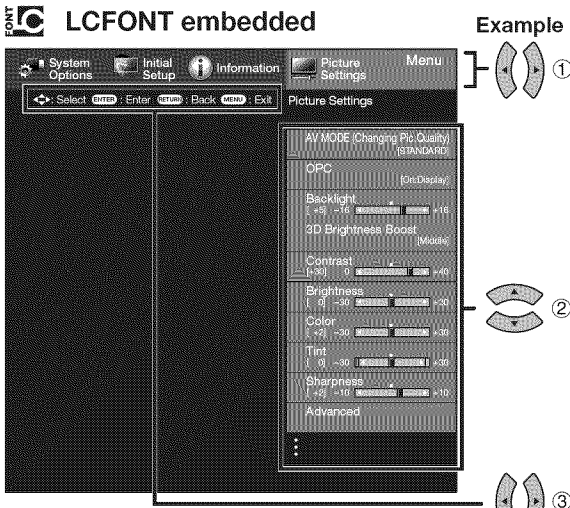 FONT LC LCFONT embedded
Example
System Options
Initial Setup
Information
Picture Settings
Menu
①
: Select ENTER : Enter RETURN : Back MENU : Exit
Picture Settings
AV MODE (Changing Pic.Quality)
[STANDARD]
OPC
[On:Display]
Backlight
[ +5] −16 +16
3D Brightness Boost
[Middle]
Contrast
[+30] 0 +40
Brightness
[ 0] −30 +30
②
Color
[ +2] −30 +30
Tint
[ 0] −30 +30
Sharpness
[ +2] −10 +10
Advanced
③